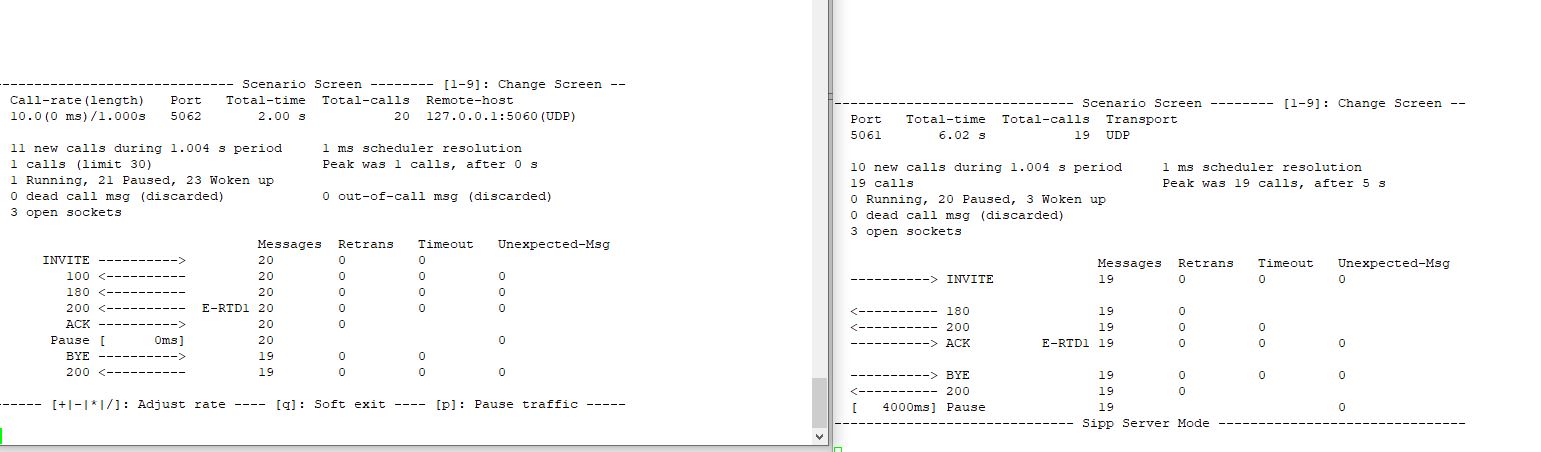 ----------------------------- Scenario Screen -------- [1-9]: Change Screen --
Call-rate(length)   Port   Total-time  Total-calls  Remote-host
10.0(0 ms)/1.000s   5062       2.00 s           20  127.0.0.1:5060(UDP)
11 new calls during 1.004 s period     1 ms scheduler resolution
1 calls (limit 30)                     Peak was 1 calls, after 0 s
1 Running, 21 Paused, 23 Woken up
0 dead call msg (discarded)            0 out-of-call msg (discarded)
3 open sockets
                               Messages  Retrans   Timeout   Unexpected-Msg
    INVITE ---------->         20        0         0
       100 <----------         20        0         0         0
       180 <----------         20        0         0         0
       200 <----------  E-RTD1 20        0         0         0
       ACK ---------->         20        0
     Pause [      0ms]         20                            0
       BYE ---------->         19        0         0
       200 <----------         19        0         0         0
------ [+|-|*|/]: Adjust rate ---- [q]: Soft exit ---- [p]: Pause traffic -----
------------------------------ Scenario Screen -------- [1-9]: Change Screen --
Port   Total-time  Total-calls  Transport
5061       6.02 s           19  UDP
10 new calls during 1.004 s period     1 ms scheduler resolution
19 calls                               Peak was 19 calls, after 5 s
0 Running, 20 Paused, 3 Woken up
0 dead call msg (discarded)
3 open sockets
                               Messages  Retrans   Timeout   Unexpected-Msg
----------> INVITE             19        0         0         0
<---------- 180                19        0
<---------- 200                19        0         0
----------> ACK         E-RTD1 19        0         0         0
----------> BYE                19        0         0         0
<---------- 200                19        0
[   4000ms] Pause              19                            0
------------------------------ Sipp Server Mode -------------------------------